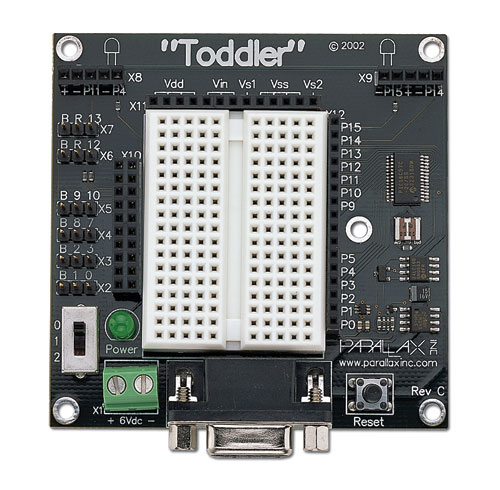 "Toddler"
© 2002
X8
X9
+ - P11 - P4
+ - P15 - P14
Vdd Vin Vs1 Vss Vs2
X11
X12
B.R.13
X7
B.R.12
X6
X10
B 9 10
X5
B 8 7
X4
B 2 3
X3
B 1 0
X2
P15
P14
P13
P12
P11
P10
P9
P5
P4
P3
P2
P1
P0
0
1
2
Power
X1
+ 6Vdc -
PARALLAX INC
www.parallaxinc.com
Rev C
Reset